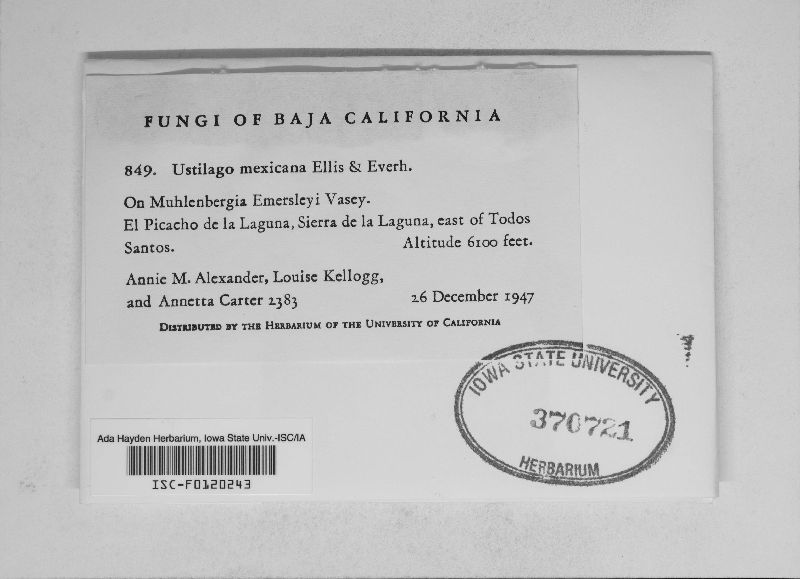 FUNGI OF BAJA CALIFORNIA
849. Ustilago mexicana Ellis & Everh.
On Muhlenbergia Emersleyi Vasey.
El Picacho de la Laguna, Sierra de la Laguna, east of Todos
Santos. Altitude 6100 feet.
Annie M. Alexander, Louise Kellogg,
and Annetta Carter 2383 26 December 1947
DISTRIBUTED BY THE HERBARIUM OF THE UNIVERSITY OF CALIFORNIA
IOWA STATE UNIVERSITY
370721
HERBARIUM
Ada Hayden Herbarium, Iowa State Univ.-ISC/IA
ISC-F0120243